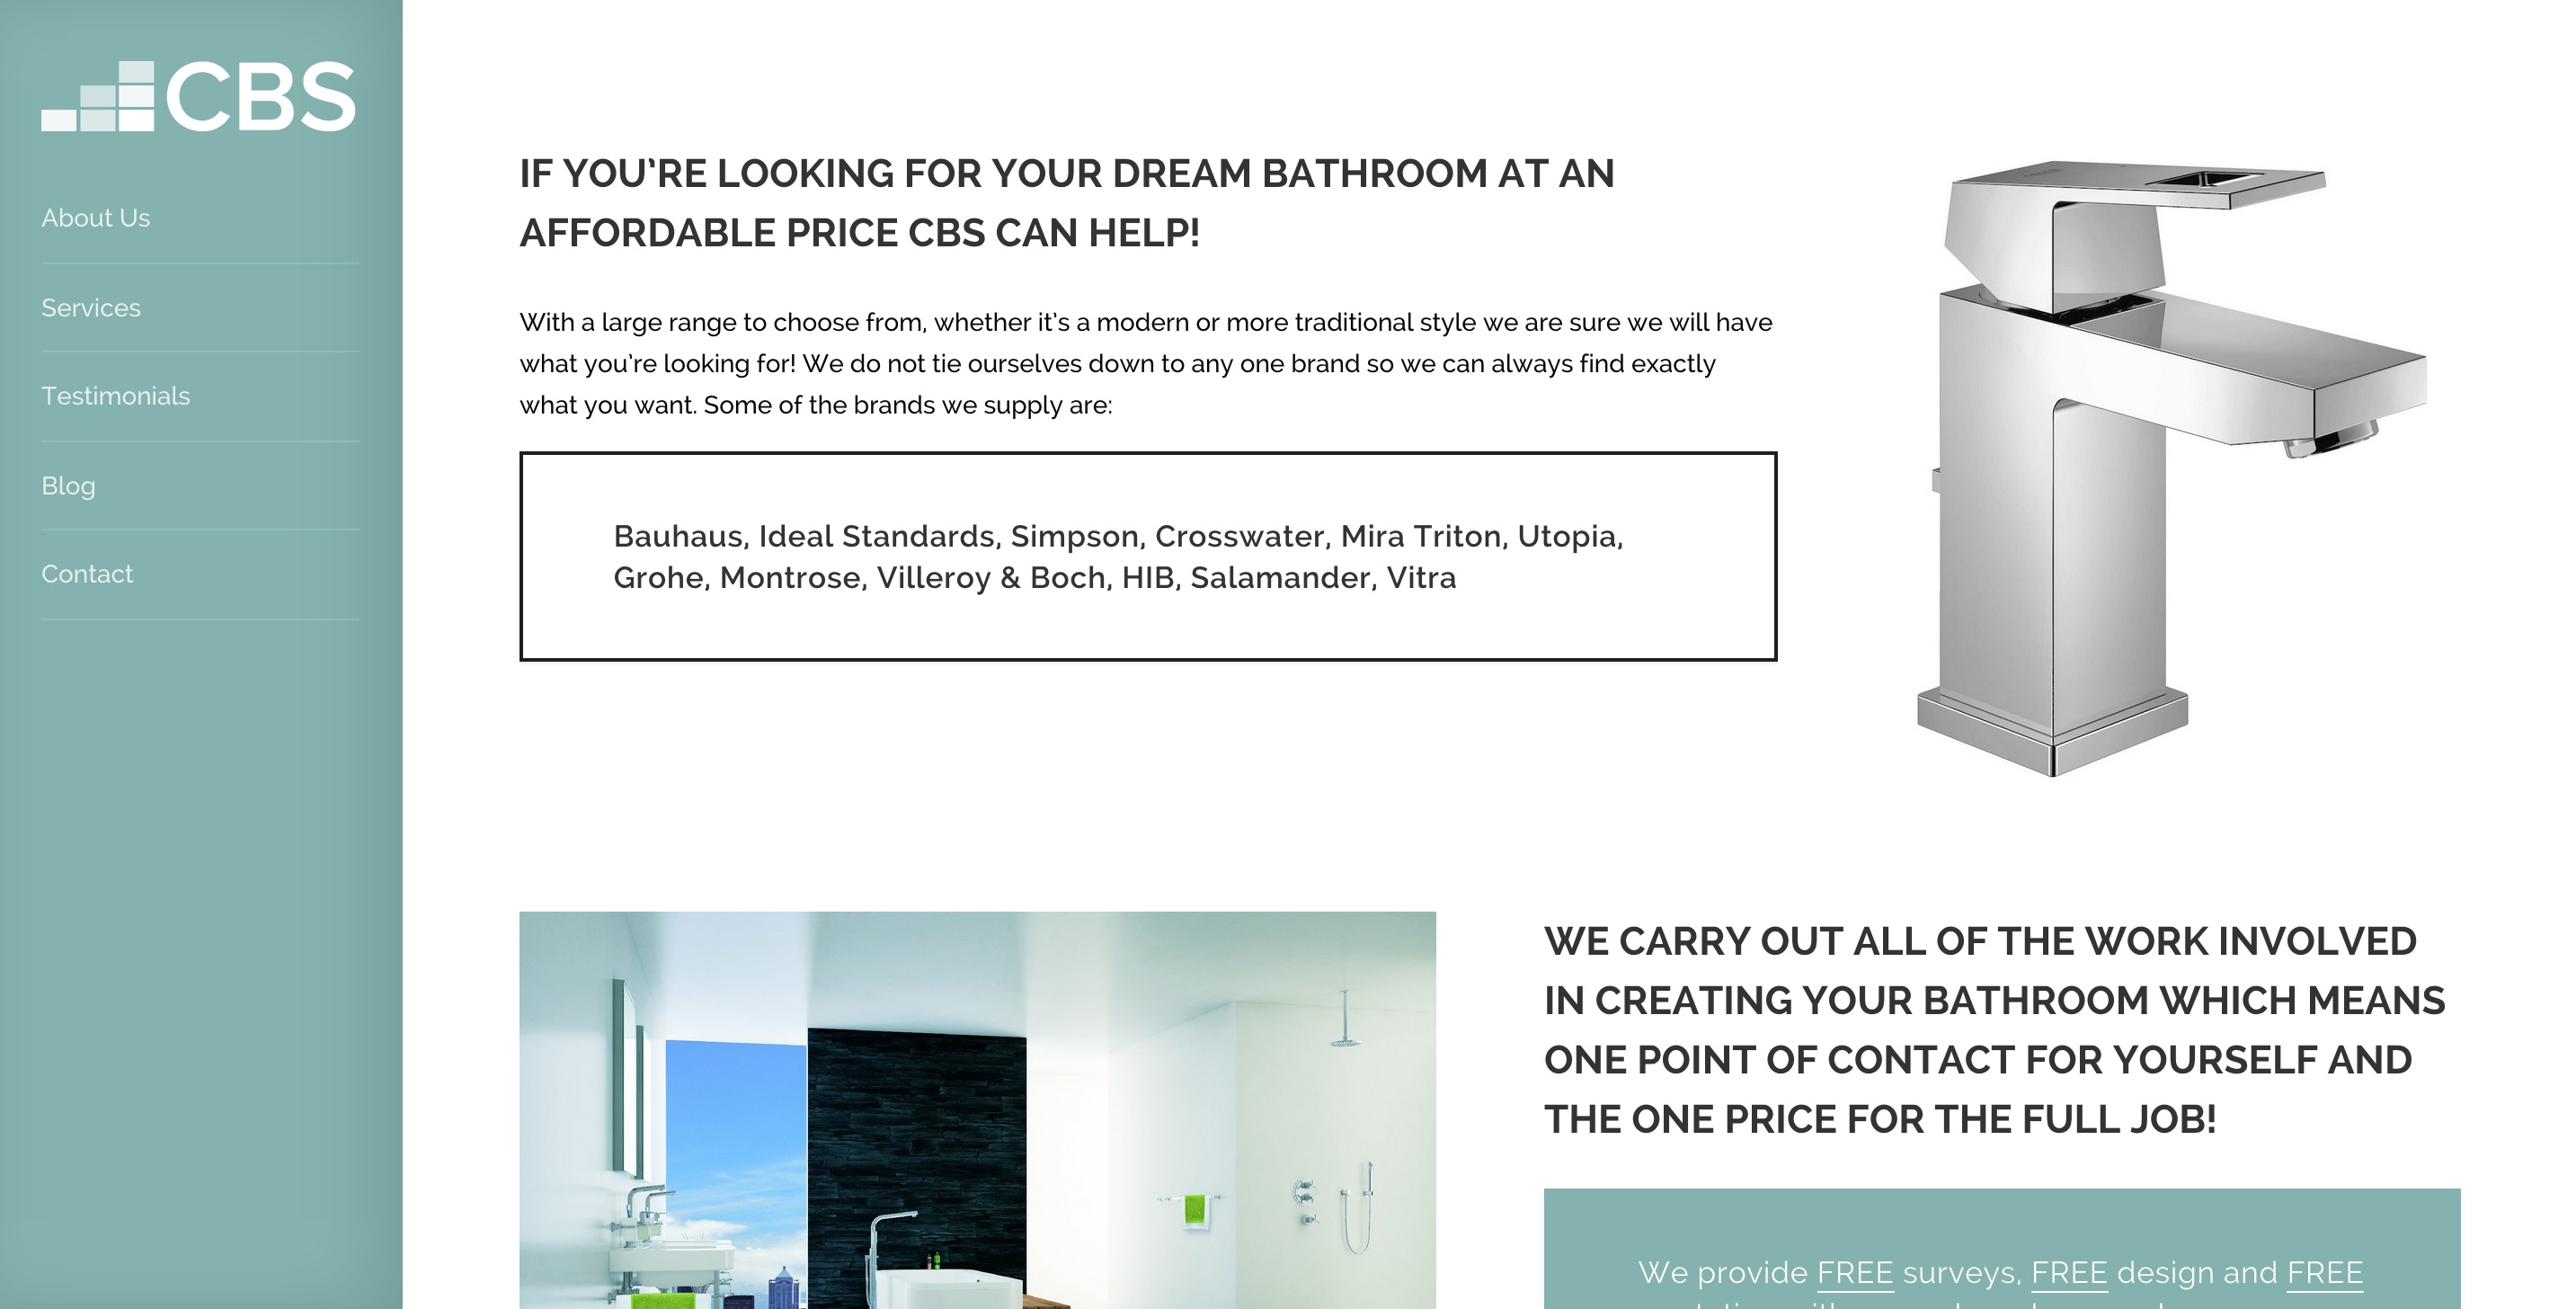 CBS
About Us
Services
Testimonials
Blog
Contact
IF YOU’RE LOOKING FOR YOUR DREAM BATHROOM AT AN
AFFORDABLE PRICE CBS CAN HELP!
With a large range to choose from, whether it’s a modern or more traditional style we are sure we will have
what you’re looking for! We do not tie ourselves down to any one brand so we can always find exactly
what you want. Some of the brands we supply are:
Bauhaus, Ideal Standards, Simpson, Crosswater, Mira Triton, Utopia,
Grohe, Montrose, Villeroy & Boch, HIB, Salamander, Vitra
WE CARRY OUT ALL OF THE WORK INVOLVED
IN CREATING YOUR BATHROOM WHICH MEANS
ONE POINT OF CONTACT FOR YOURSELF AND
THE ONE PRICE FOR THE FULL JOB!
We provide FREE surveys, FREE design and FREE